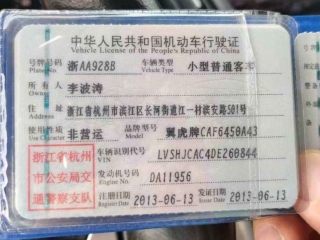 中华人民共和国机动车行驶证
Vehicle License of the People's Republic of China
号牌号码 浙AA928B 车辆类型 小型普通客车
Plate No. Vehicle Type
所有人 李波涛
Owner
住址 浙江省杭州市滨江区长河街道江一村滨安路501号
Address
使用性质 非营运 品牌型号 翼虎牌CAF6450A43
Use Character Model
浙江省杭州市公安局交通警察支队
车辆识别代号 LVSHJCAC4DE260844
VIN
发动机号码 DA11956
Engine No.
注册日期 2013-06-13 发证日期 2013-06-13
Register Date Issue Date